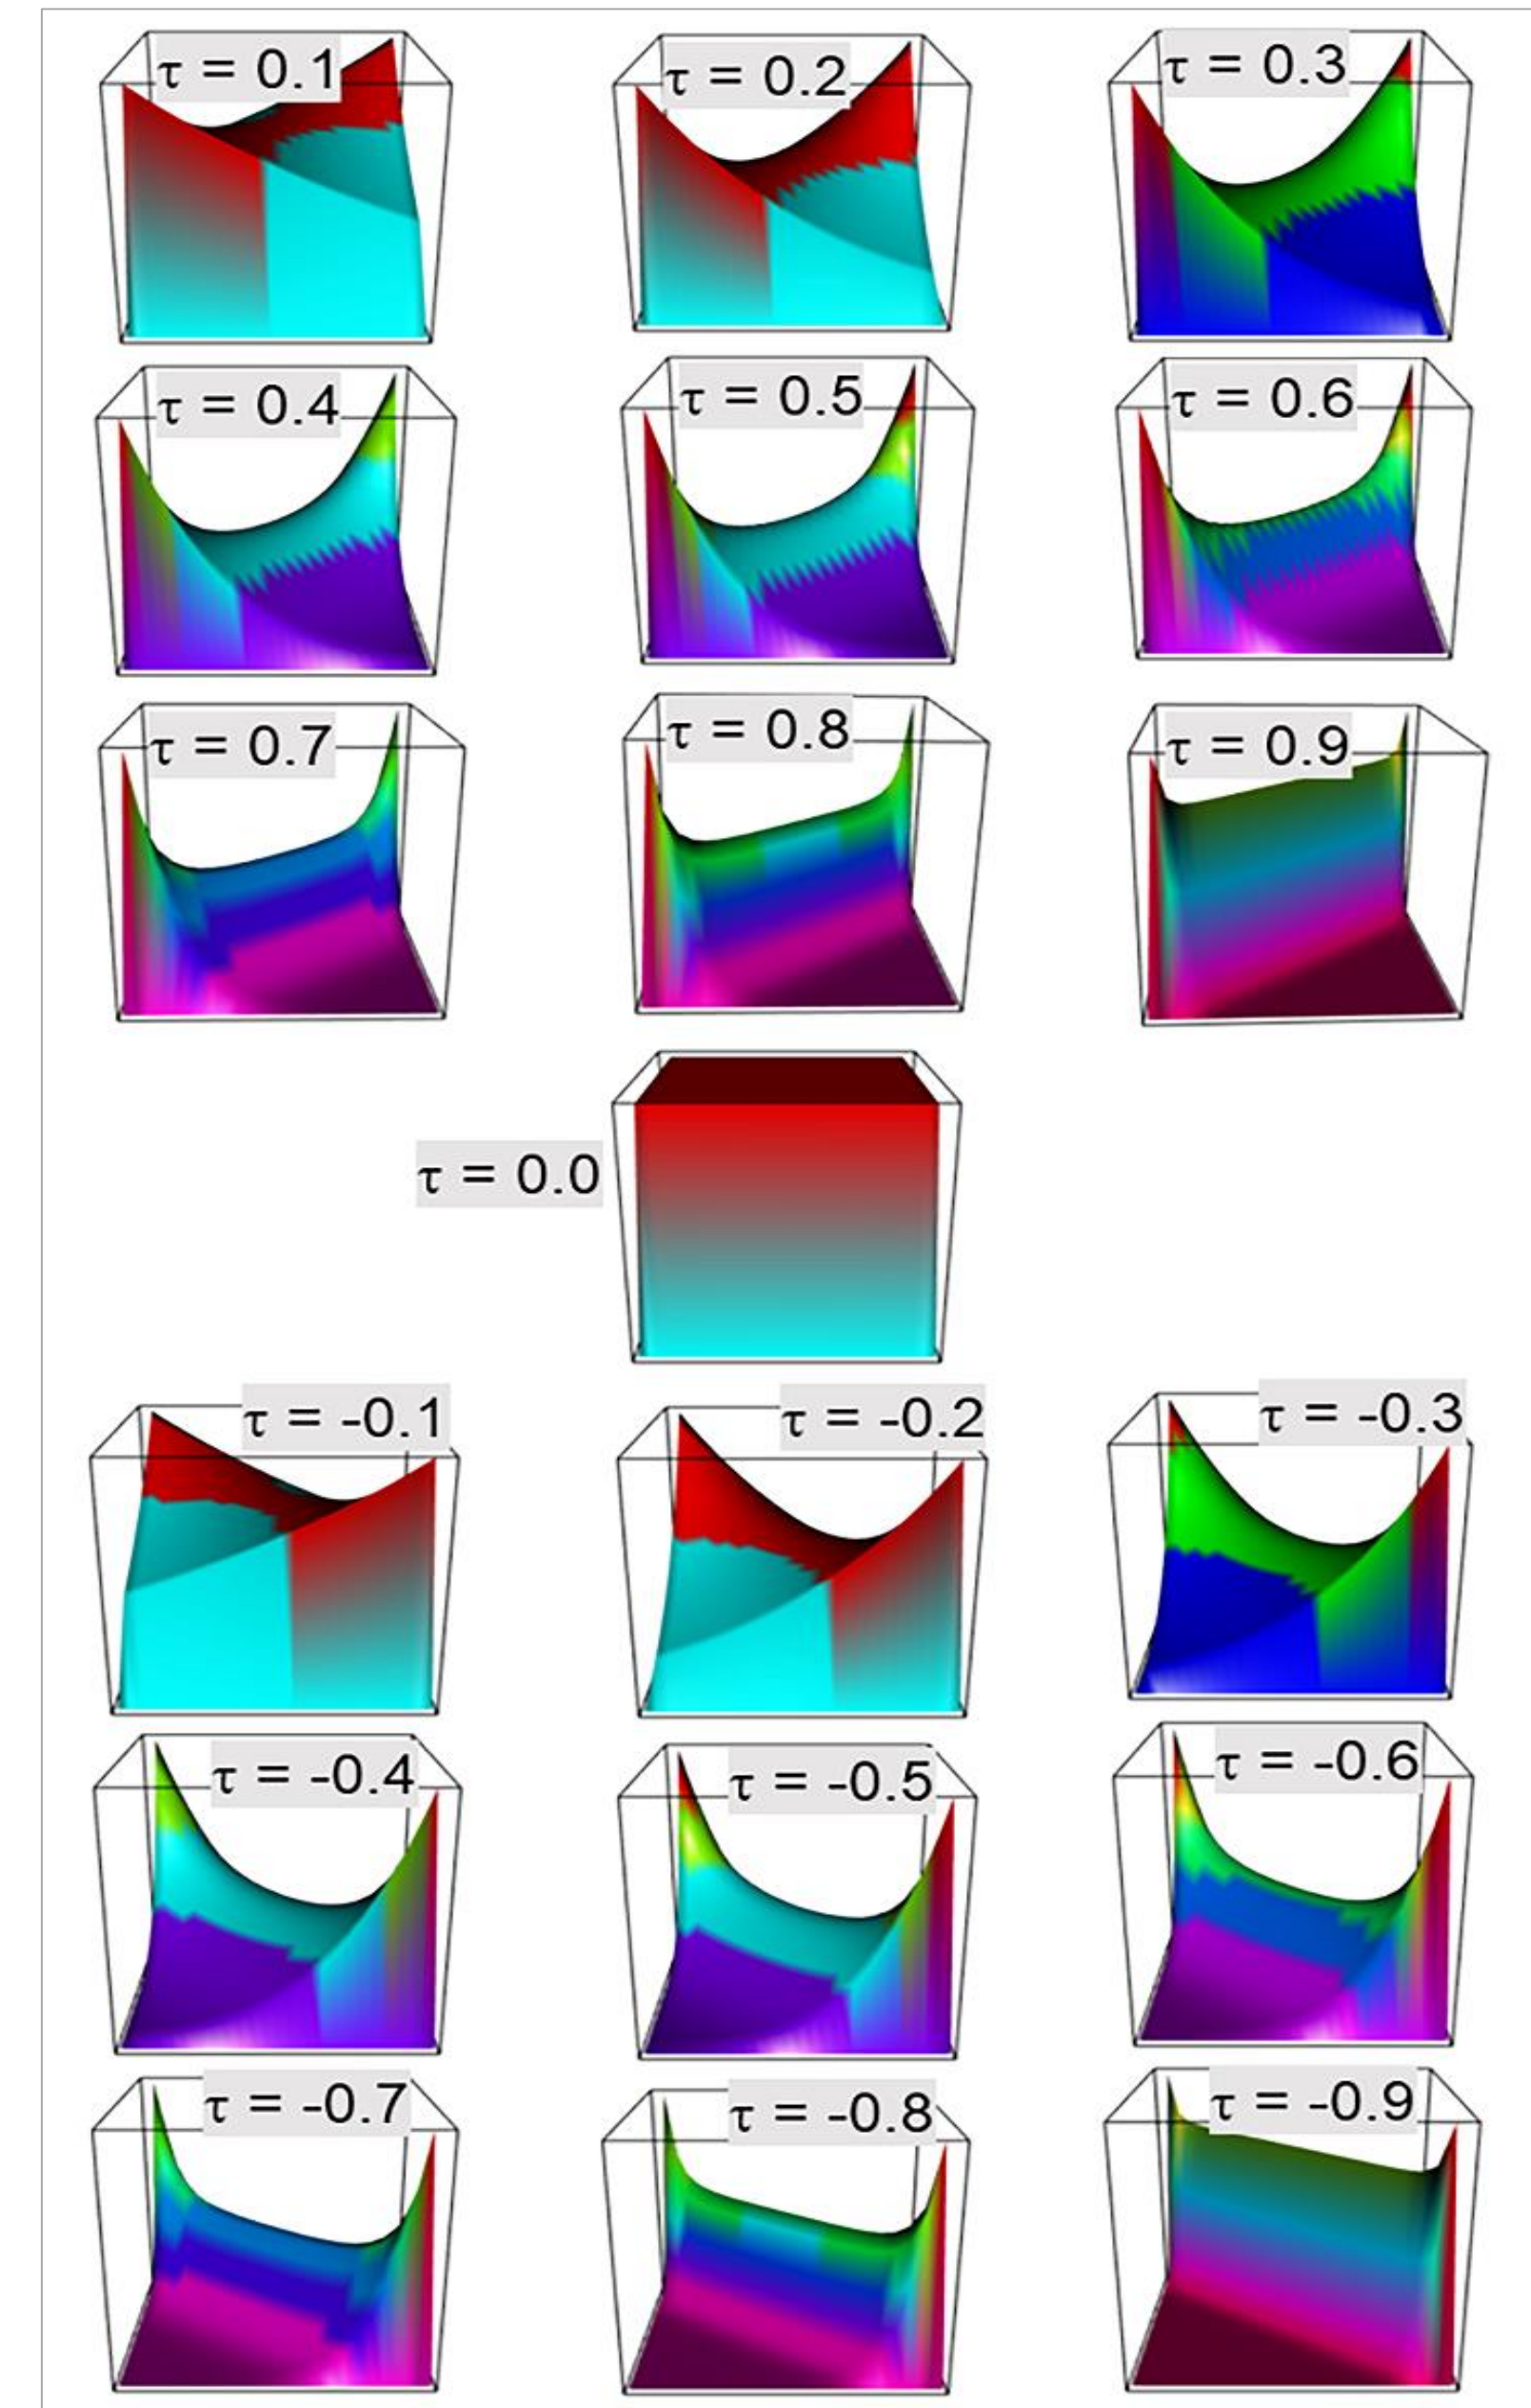 τ = 0.1
τ = 0.2
τ = 0.3
τ = 0.4
τ = 0.5
τ = 0.6
τ = 0.7
τ = 0.8
τ = 0.9
τ = 0.0
τ = -0.1
τ = -0.2
τ = -0.3
τ = -0.4
τ = -0.5
τ = -0.6
τ = -0.7
τ = -0.8
τ = -0.9